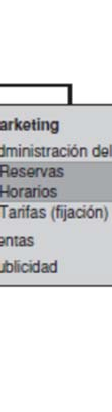 arketing
dministración del
Reservas
Horarios
Tarifas (fijación)
entas
ublicidad